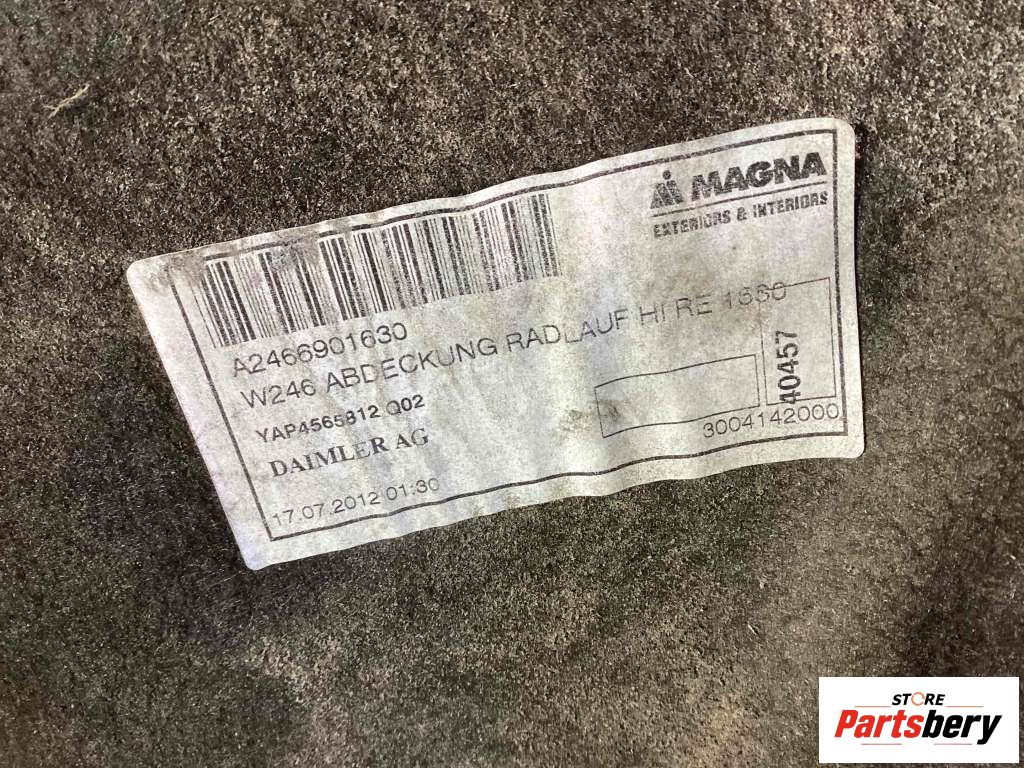 MAGNA
EXTERIORS & INTERIORS
A2466901630
W246 ABDECKUNG RADLAUF HI RE 1630
YAP4565812 Q02
DAIMLER AG
17.07.2012 01:30
40457
3004142000
STORE
Partsbery